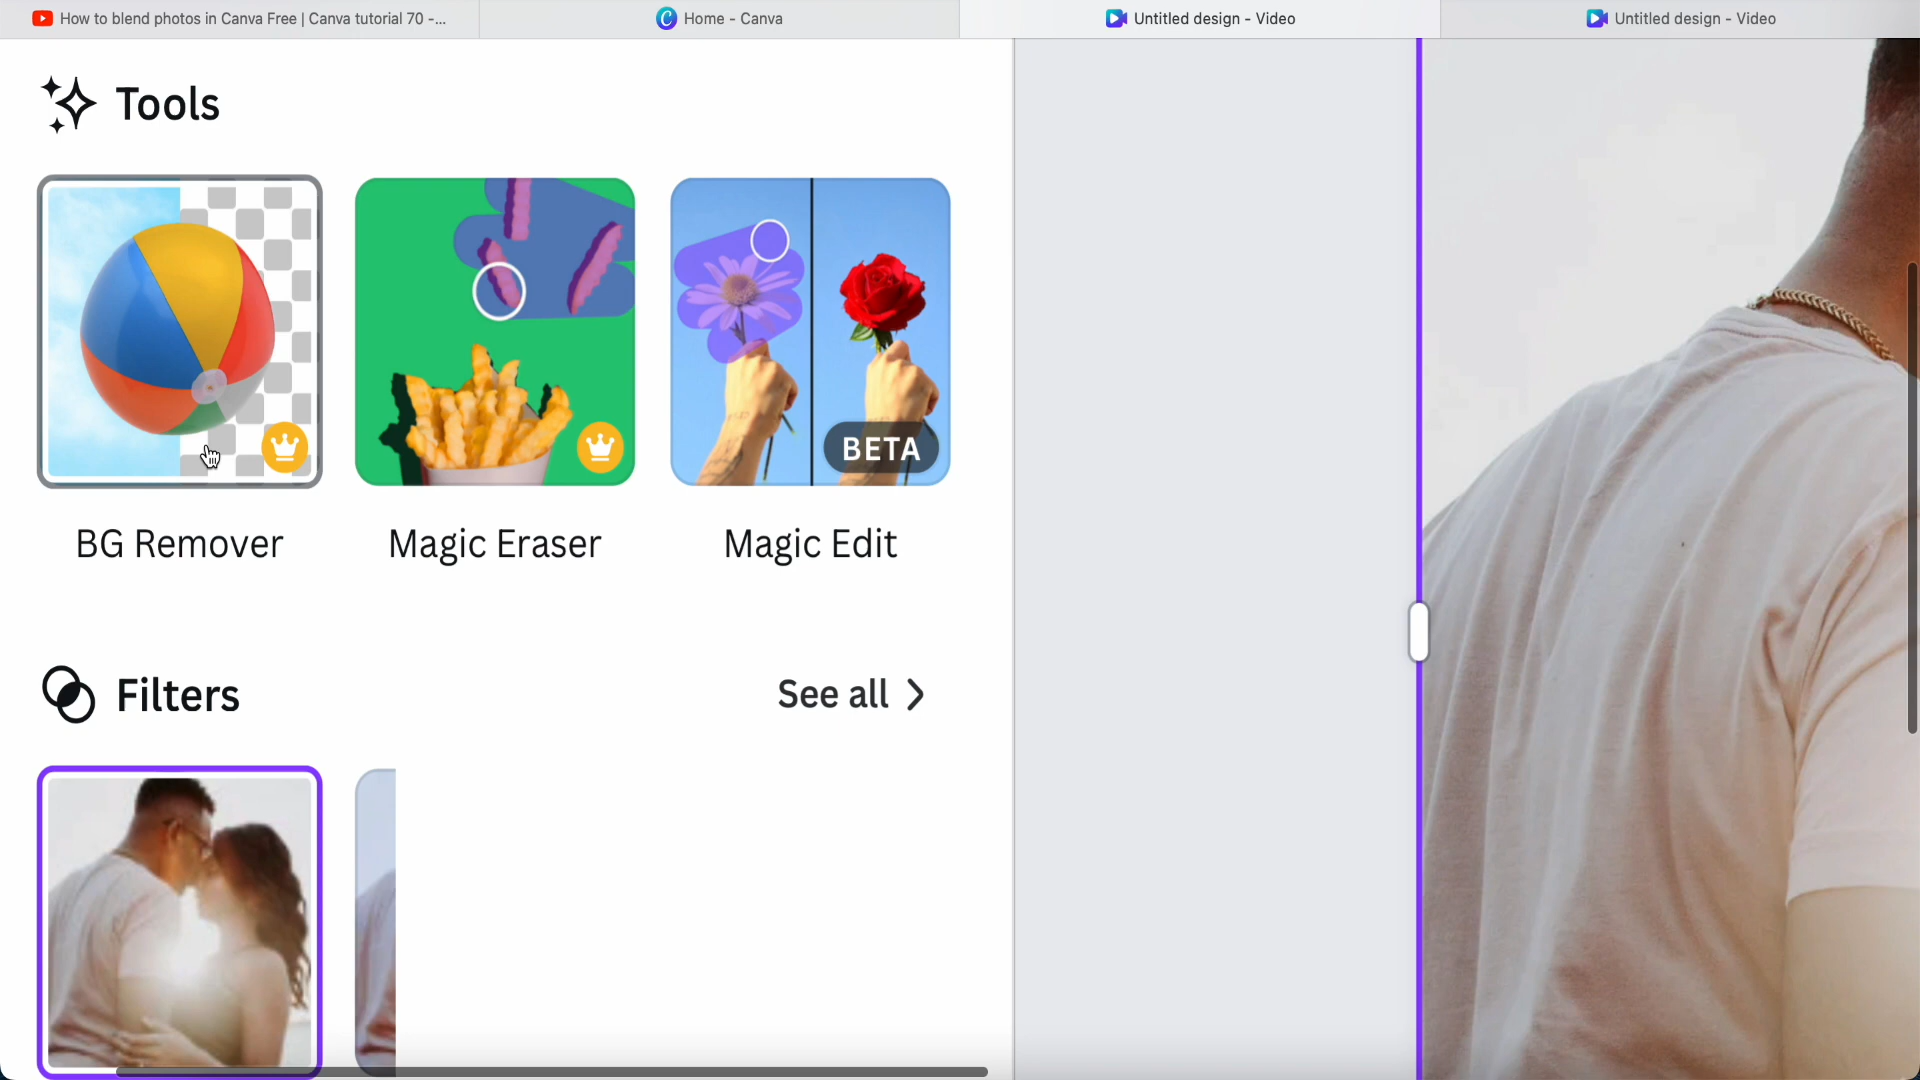 How to blend photos in Canva Free | Canva tutorial 70 -...
Home - Canva
Untitled design - Video
Untitled design - Video
Tools
BETA
BG Remover
Magic Eraser
Magic Edit
Filters
See all